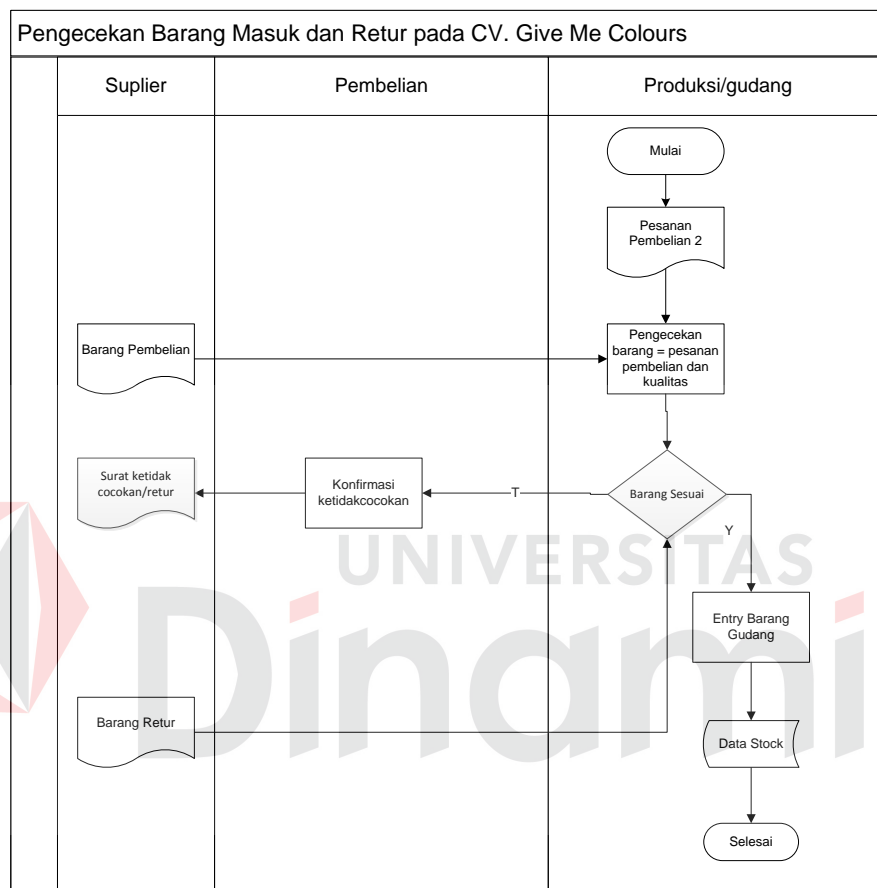 Pengecekan Barang Masuk dan Retur pada CV. Give Me Colours
Suplier
Pembelian
Produksi/gudang
Mulai
Pesanan
Pembelian 2
Barang Pembelian
Pengecekan
barang = pesanan
pembelian dan
kualitas
Surat ketidak
cocokan/retur
Konfirmasi
ketidakcocokan
T
Barang Sesuai
Y
UNIVERSITAS
Dinami
Entry Barang
Gudang
Barang Retur
Data Stock
Selesai